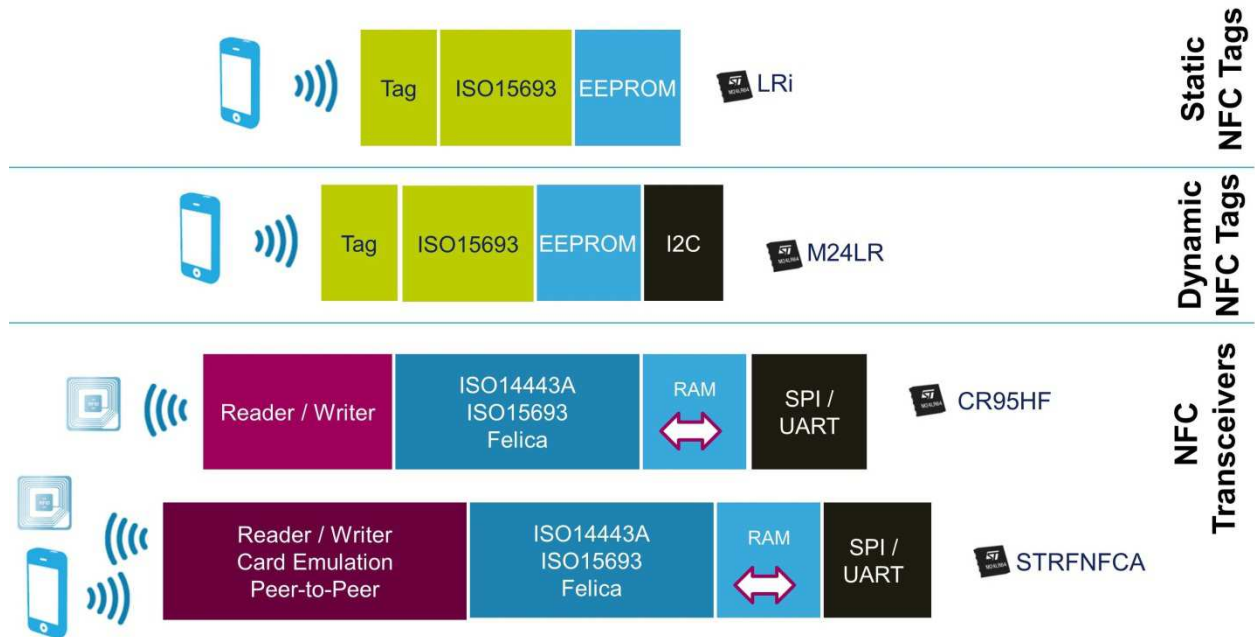 Tag
ISO15693
EEPROM
LRi
Static
NFC Tags
Tag
ISO15693
EEPROM
I2C
M24LR
Dynamic
NFC Tags
Reader / Writer
ISO14443A
ISO15693
Felica
RAM
SPI /
UART
CR95HF
NFC
Transceivers
Reader / Writer
Card Emulation
Peer-to-Peer
ISO14443A
ISO15693
Felica
RAM
SPI /
UART
STRFNFCA